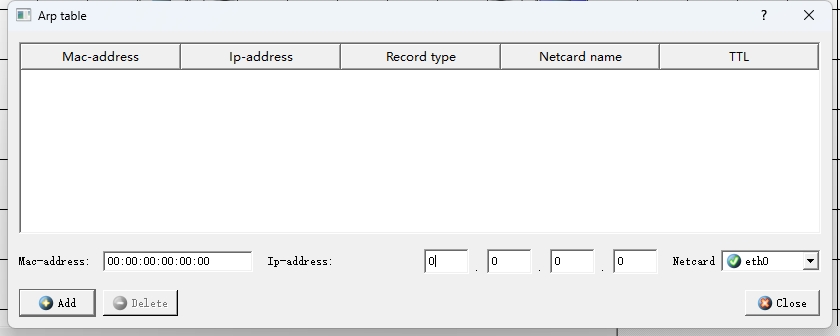 Arp table ?
Mac-address Ip-address Record type Netcard name TTL
Mac-address: 00:00:00:00:00:00 Ip-address: 0 . 0 . 0 . 0 Netcard eth0
Add Delete Close